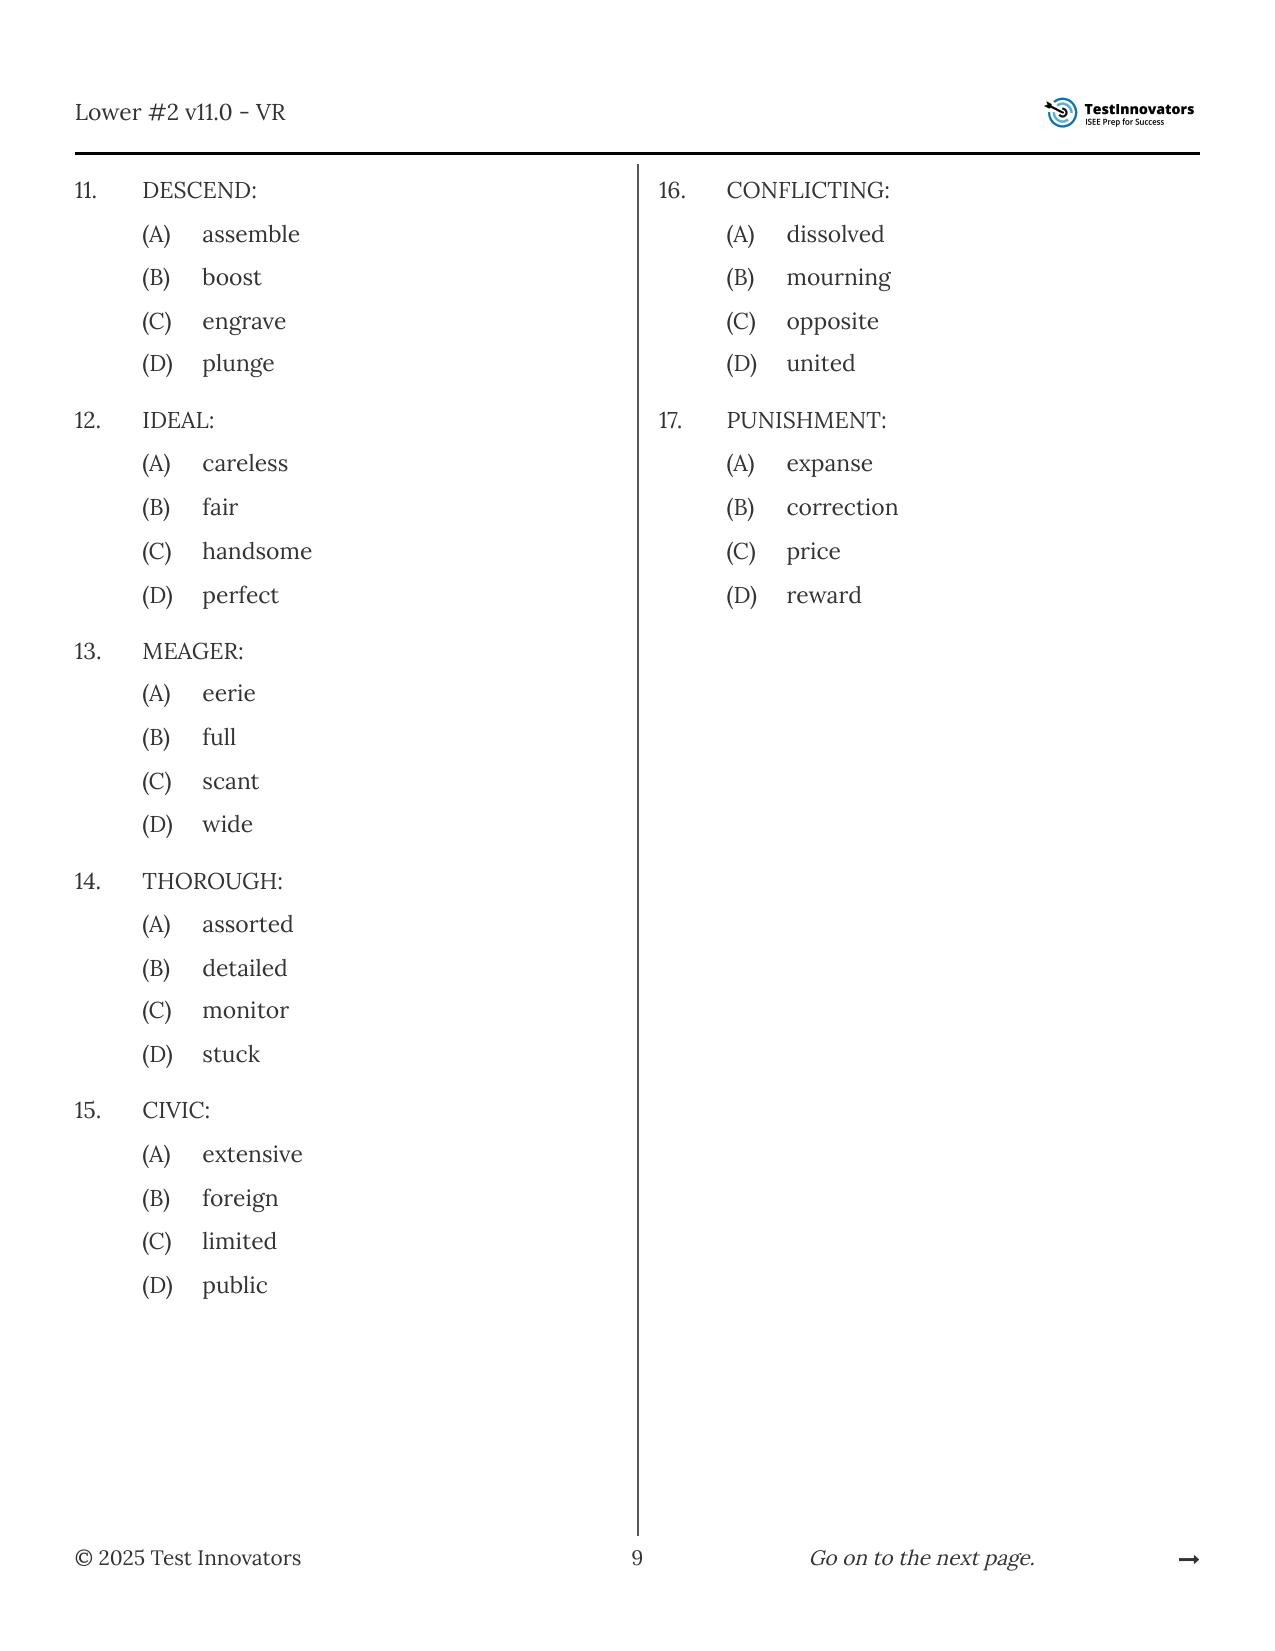 Lower #2 v11.0 - VR
TestInnovators
ISEE Prep for Success
11. DESCEND:
(A) assemble
(B) boost
(C) engrave
(D) plunge
12. IDEAL:
(A) careless
(B) fair
(C) handsome
(D) perfect
13. MEAGER:
(A) eerie
(B) full
(C) scant
(D) wide
14. THOROUGH:
(A) assorted
(B) detailed
(C) monitor
(D) stuck
15. CIVIC:
(A) extensive
(B) foreign
(C) limited
(D) public
16. CONFLICTING:
(A) dissolved
(B) mourning
(C) opposite
(D) united
17. PUNISHMENT:
(A) expanse
(B) correction
(C) price
(D) reward
© 2025 Test Innovators
9
Go on to the next page.